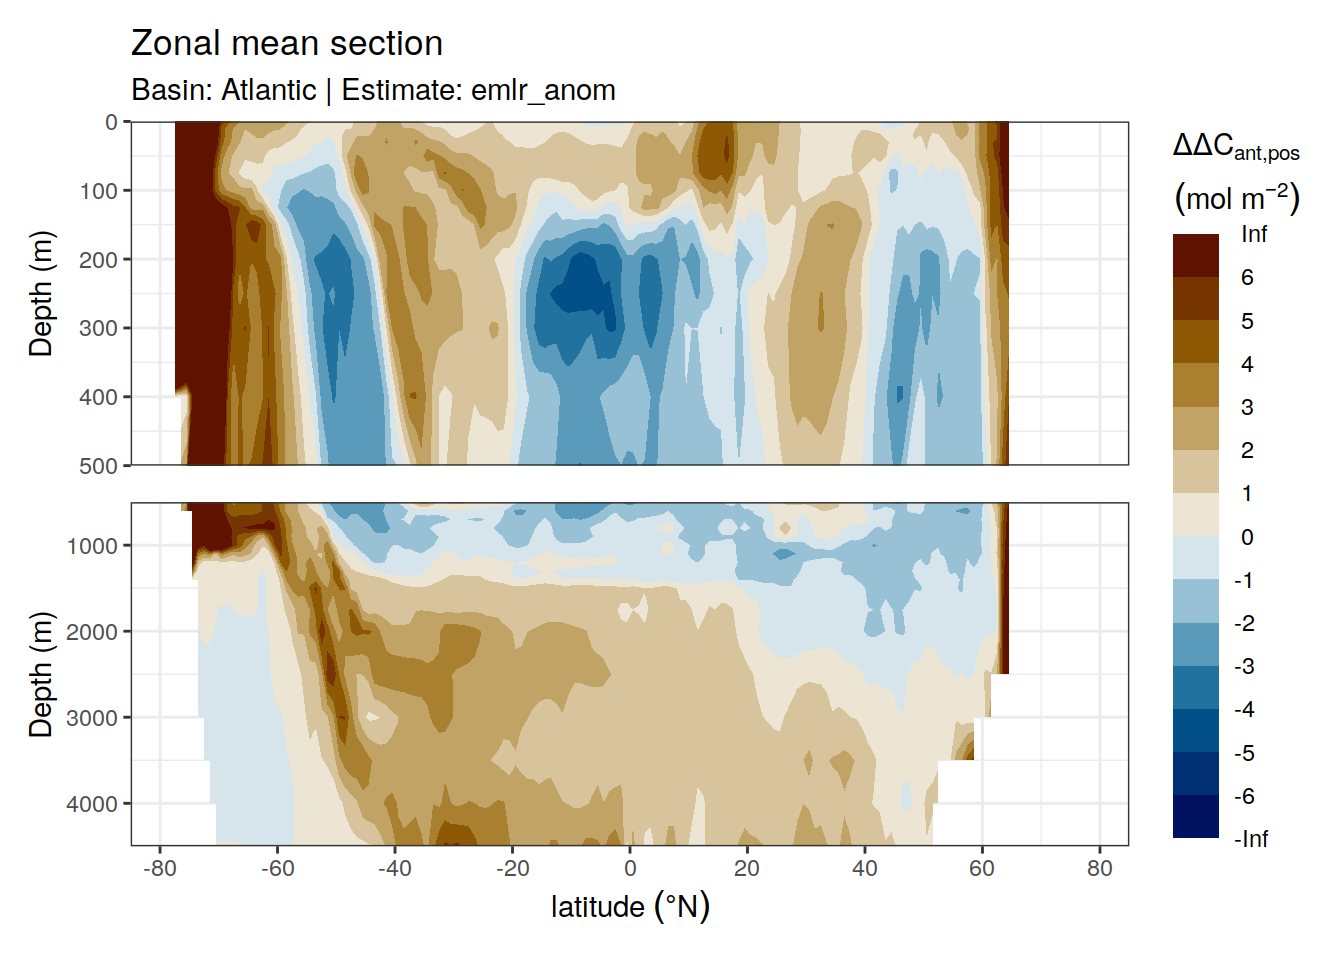 Zonal mean section
Basin: Atlantic | Estimate: emlr_anom
0
100
200
300
400
500
Depth (m)
1000
2000
3000
4000
Depth (m)
-80 -60 -40 -20 0 20 40 60 80
latitude (°N)
ΔΔC_ant,pos
(mol m⁻²)
Inf
6
5
4
3
2
1
0
-1
-2
-3
-4
-5
-6
-Inf